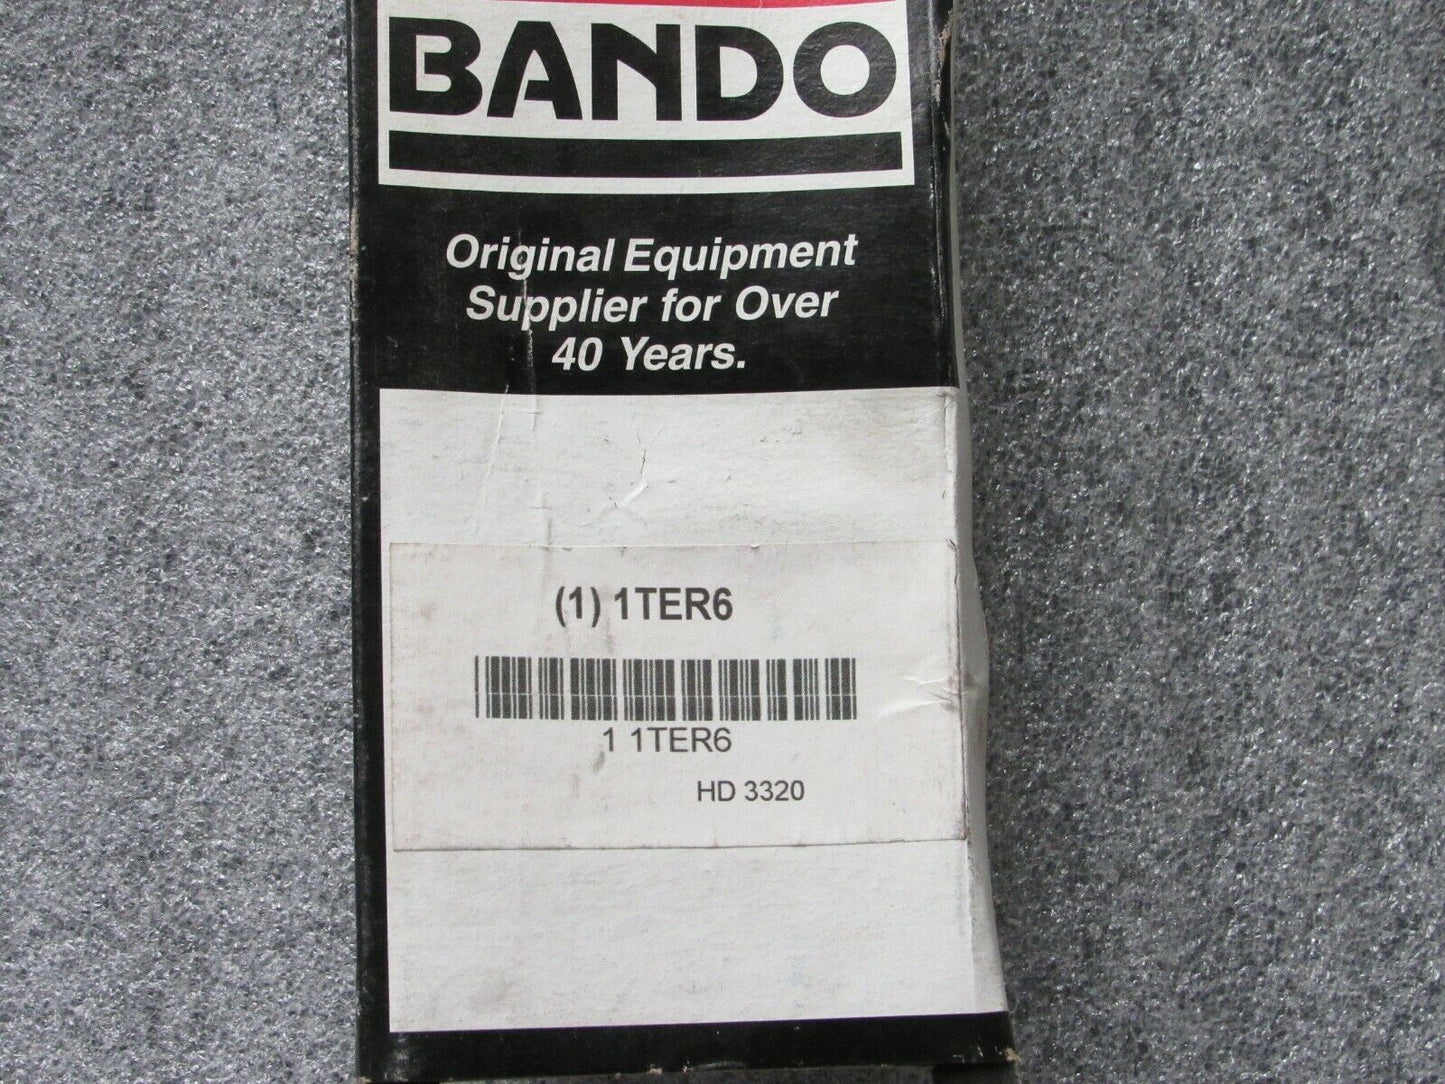 BANDO
Original Equipment
Supplier for Over
40 Years.
(1) 1TER6
1 1TER6
HD 3320